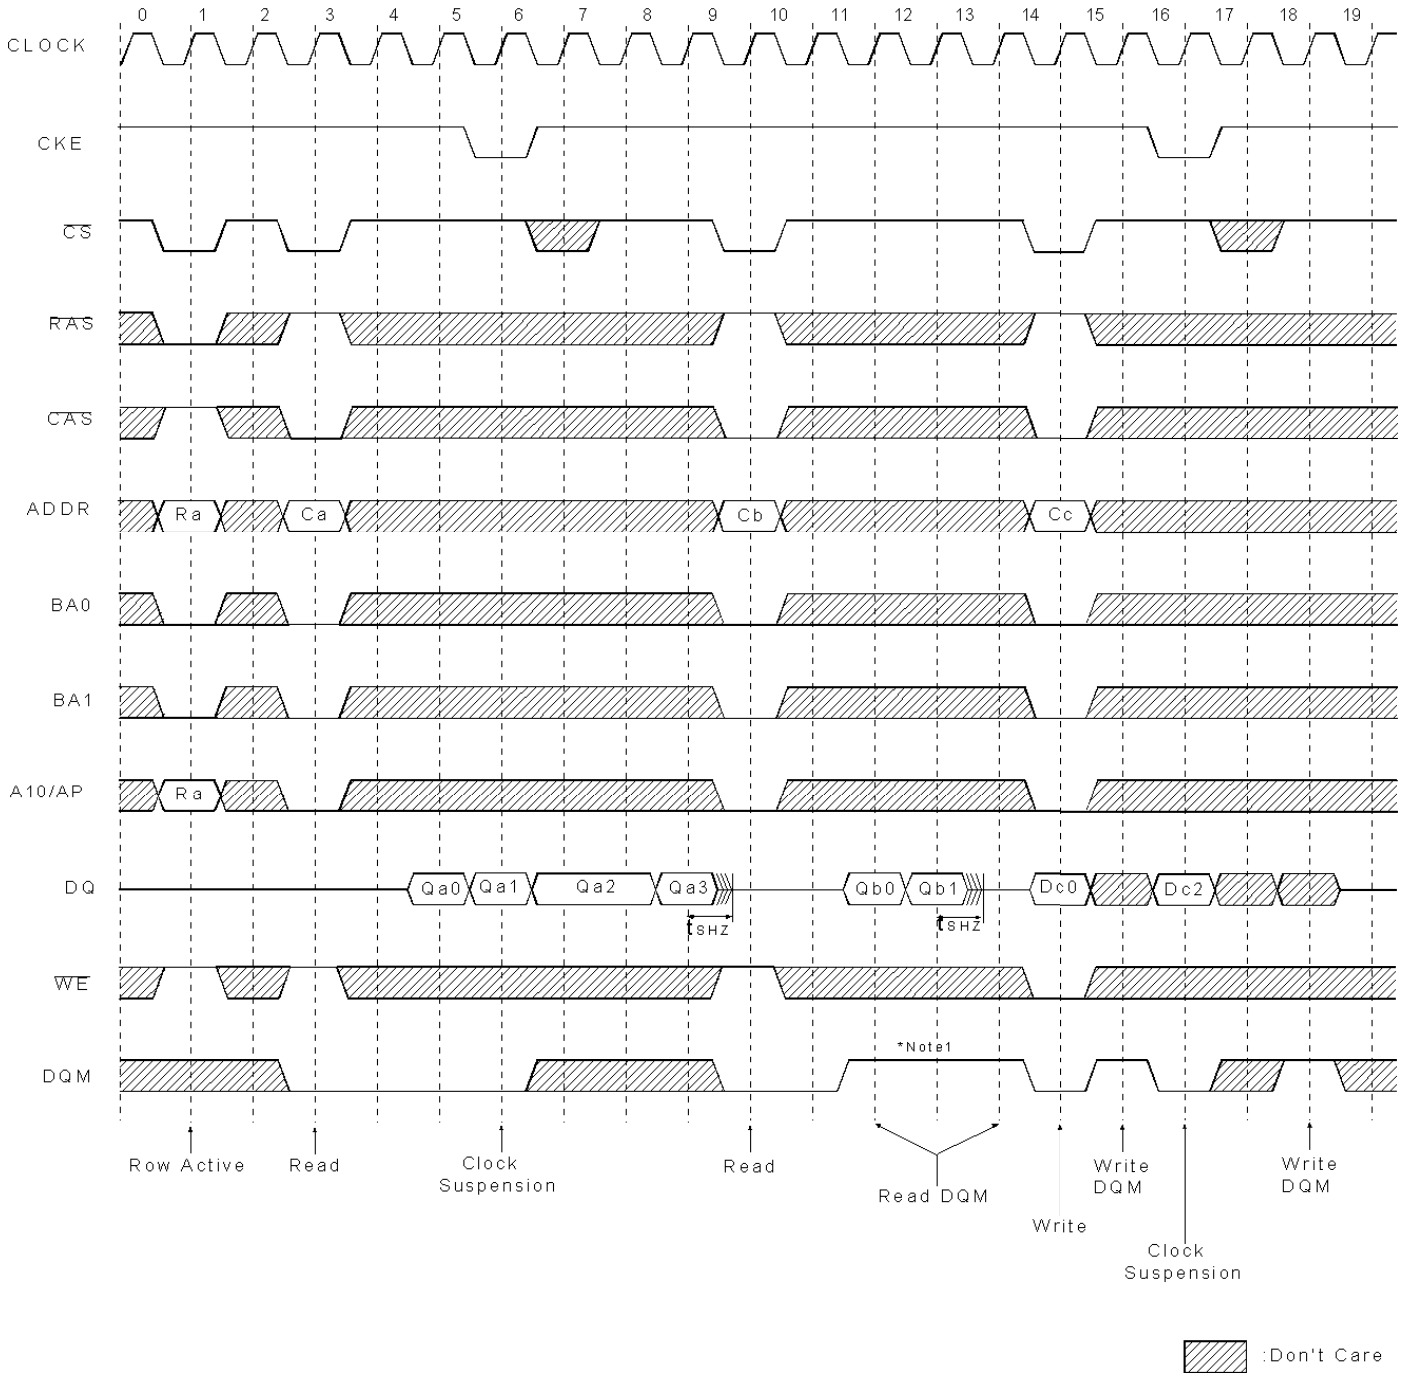 0 1 2 3 4 5 6 7 8 9 10 11 12 13 14 15 16 17 18 19
CLOCK
CKE
CS
RAS
CAS
ADDR Ra Ca Cb Cc
BA0
BA1
A10/AP Ra
DQ Qa0 Qa1 Qa2 Qa3 Qb0 Qb1 Dc0 Dc2
tSHZ tSHZ
WE
*Note1
DQM
Row Active Read Clock Read Write Write
Suspension DQM DQM
Read DQM
Write
Clock
Suspension
:Don't Care